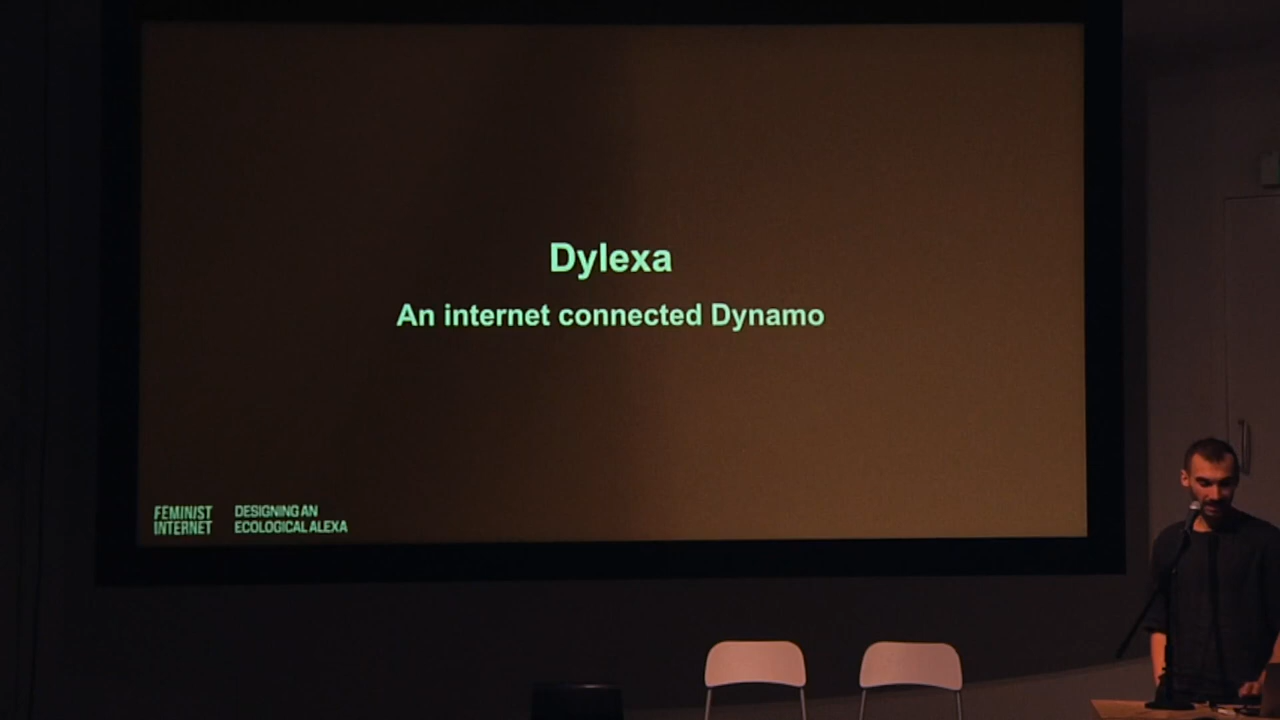 Dylexa
An internet connected Dynamo
FEMINIST
INTERNET
DESIGNING AN
ECOLOGICAL ALEXA